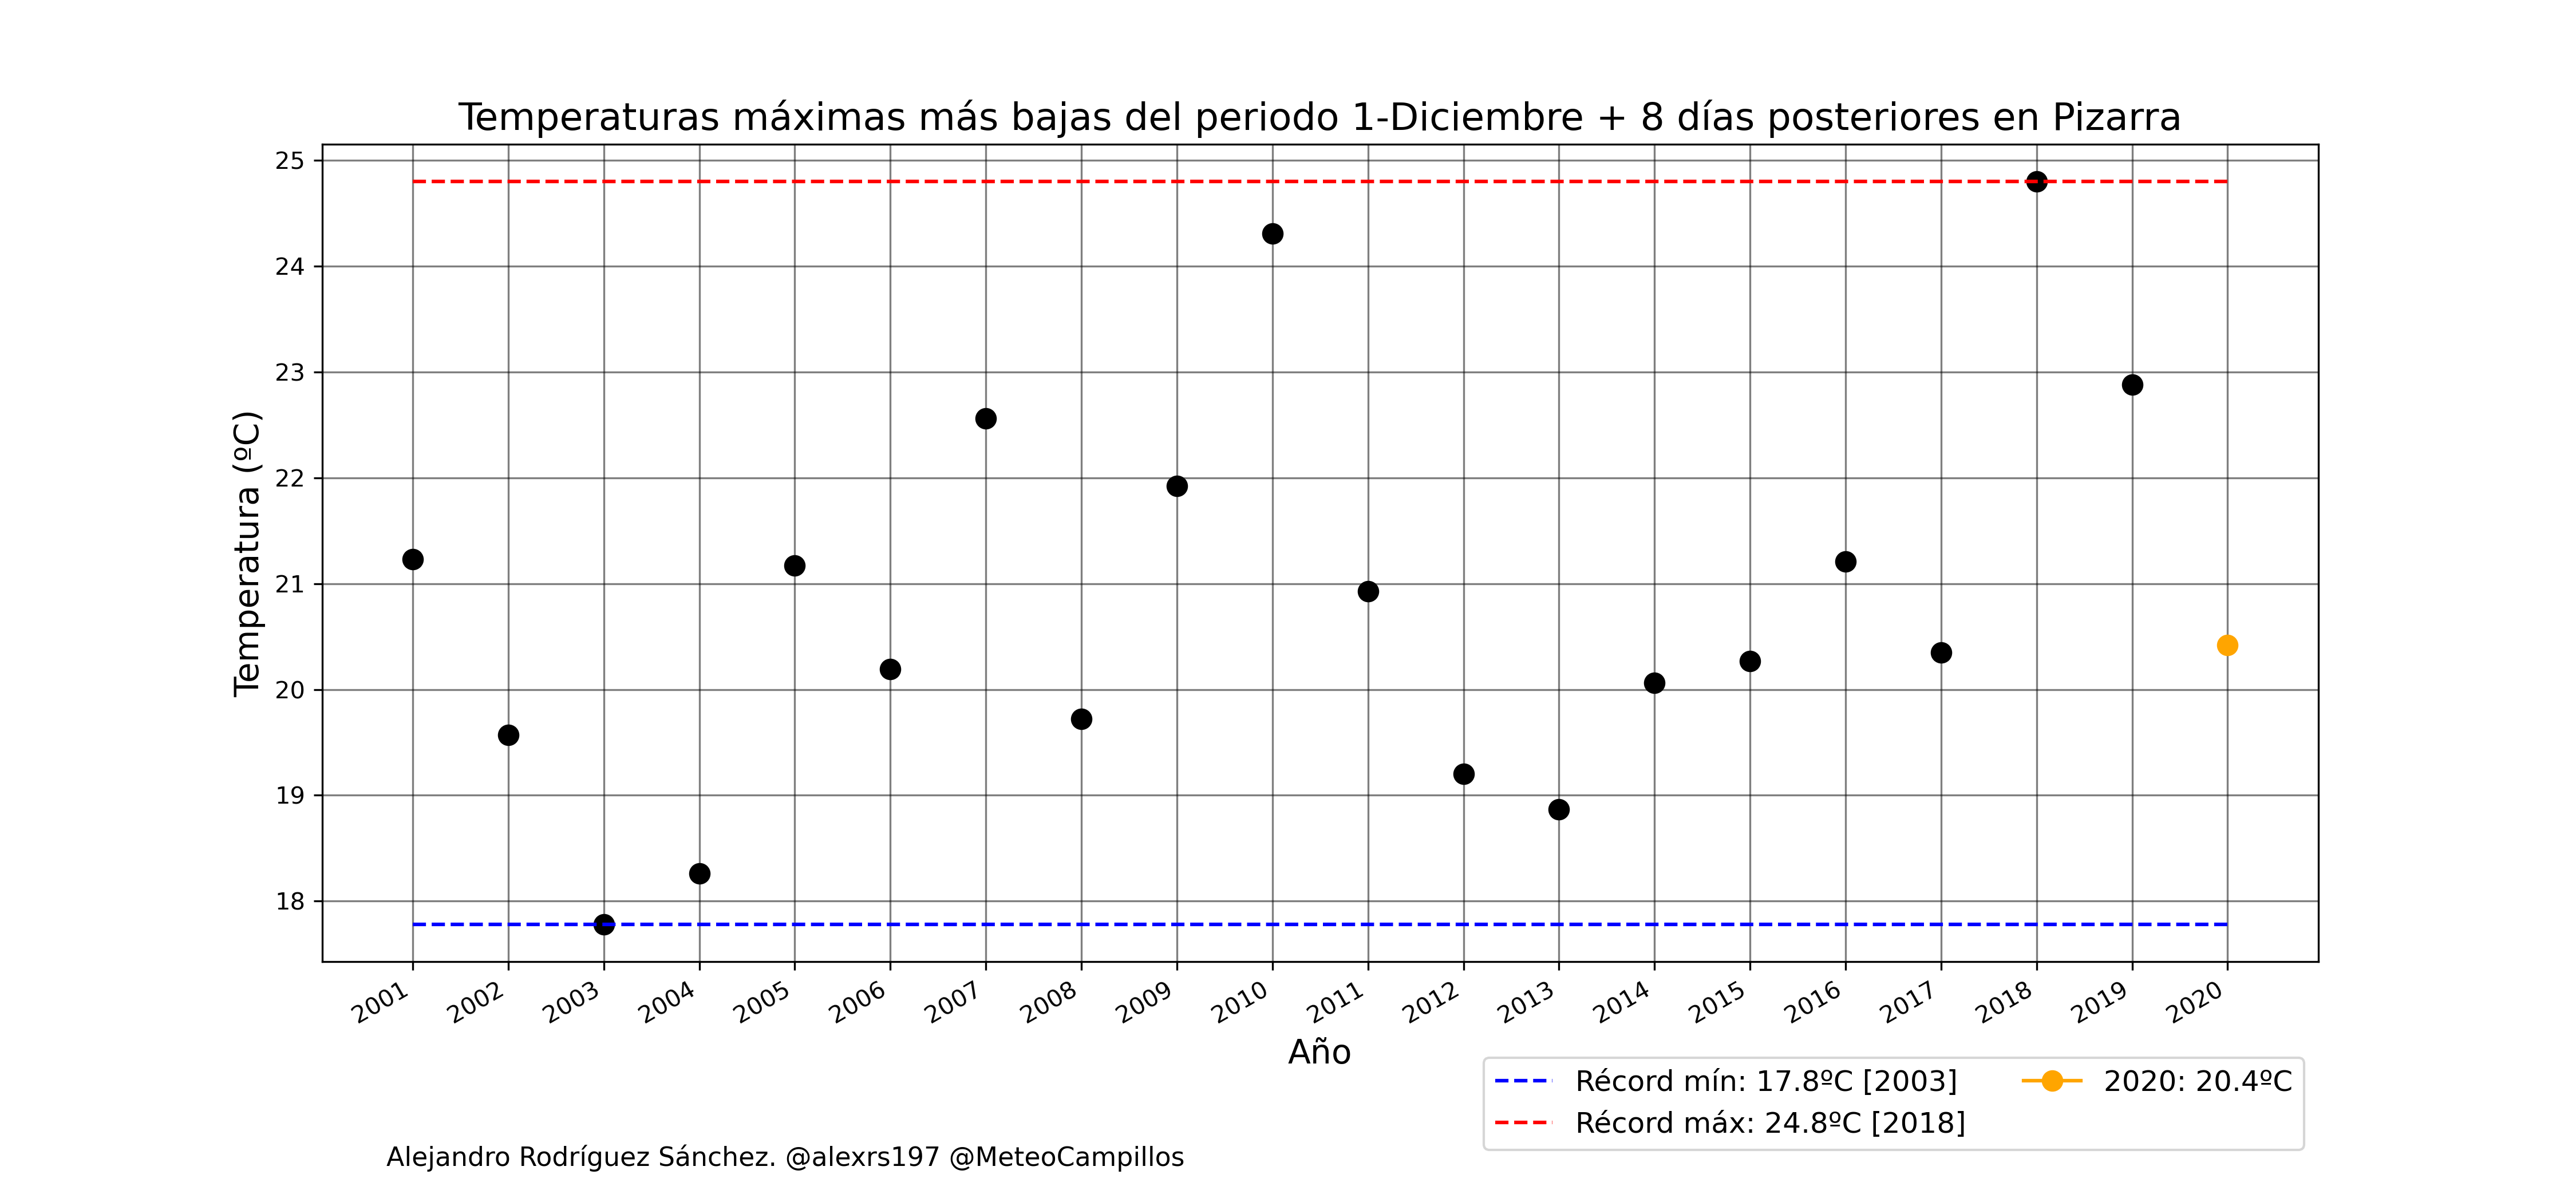 Temperaturas máximas más bajas del periodo 1-Diciembre + 8 días posteriores en Pizarra
Temperatura (ºC)
25
24
23
22
21
20
19
18
2001 2002 2003 2004 2005 2006 2007 2008 2009 2010 2011 2012 2013 2014 2015 2016 2017 2018 2019 2020
Año
Récord mín: 17.8ºC [2003]
Récord máx: 24.8ºC [2018]
2020: 20.4ºC
Alejandro Rodríguez Sánchez. @alexrs197 @MeteoCampillos